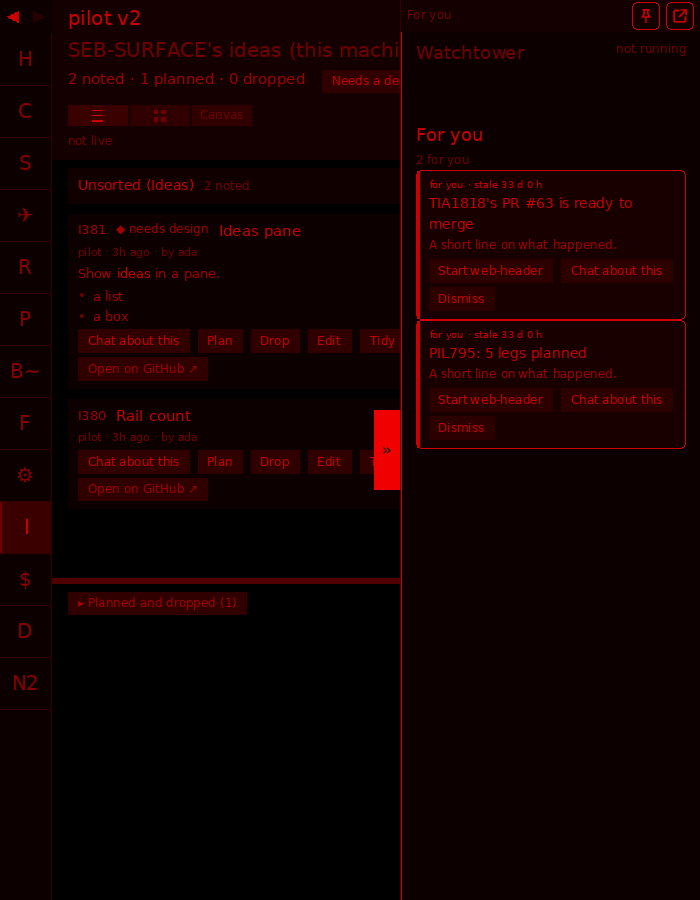 ◀ ▶ pilot v2
H
C
S
✈
R
P
B~
F
⚙
I
$
D
N2
SEB-SURFACE's ideas (this machi
2 noted · 1 planned · 0 dropped Needs a de
☰ Canvas
not live
Unsorted (Ideas) 2 noted
I381 ◆ needs design Ideas pane
pilot · 3h ago · by ada
Show ideas in a pane.
• a list
• a box
Chat about this Plan Drop Edit Tidy
Open on GitHub ↗
I380 Rail count
pilot · 3h ago · by ada
Chat about this Plan Drop Edit T
Open on GitHub ↗
»
▸ Planned and dropped (1)
For you
Watchtower not running
For you
2 for you
for you · stale 33 d 0 h
TIA1818's PR #63 is ready to
merge
A short line on what happened.
Start web-header Chat about this
Dismiss
for you · stale 33 d 0 h
PIL795: 5 legs planned
A short line on what happened.
Start web-header Chat about this
Dismiss